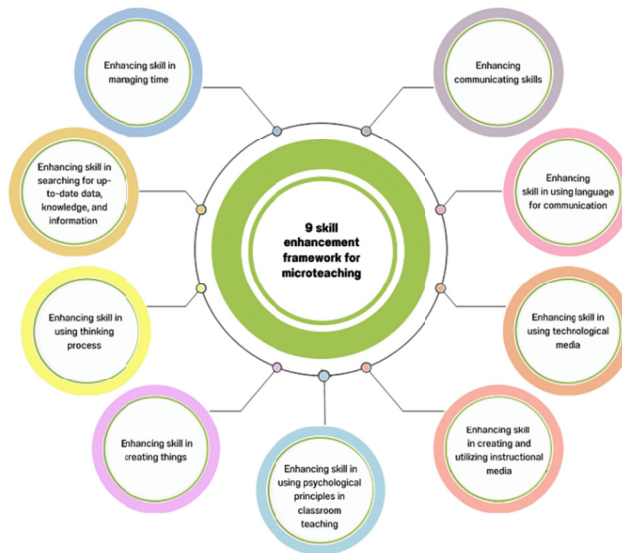 9 skill
enhancement
framework for
microteaching
Enhancing
communicating skills
Enhancing
skill in using language
for communication
Enhancing skill in
using technological
media
Enhancing skill
in creating and
utilizing instructional
media
Enhancing skill in
using psychological
principles in
classroom
teaching
Enhancing skill in
creating things
Enhancing skill in
using thinking
process
Enhancing skill in
searching for up-
to-date data,
knowledge, and
information
Enhancing skill in
managing time